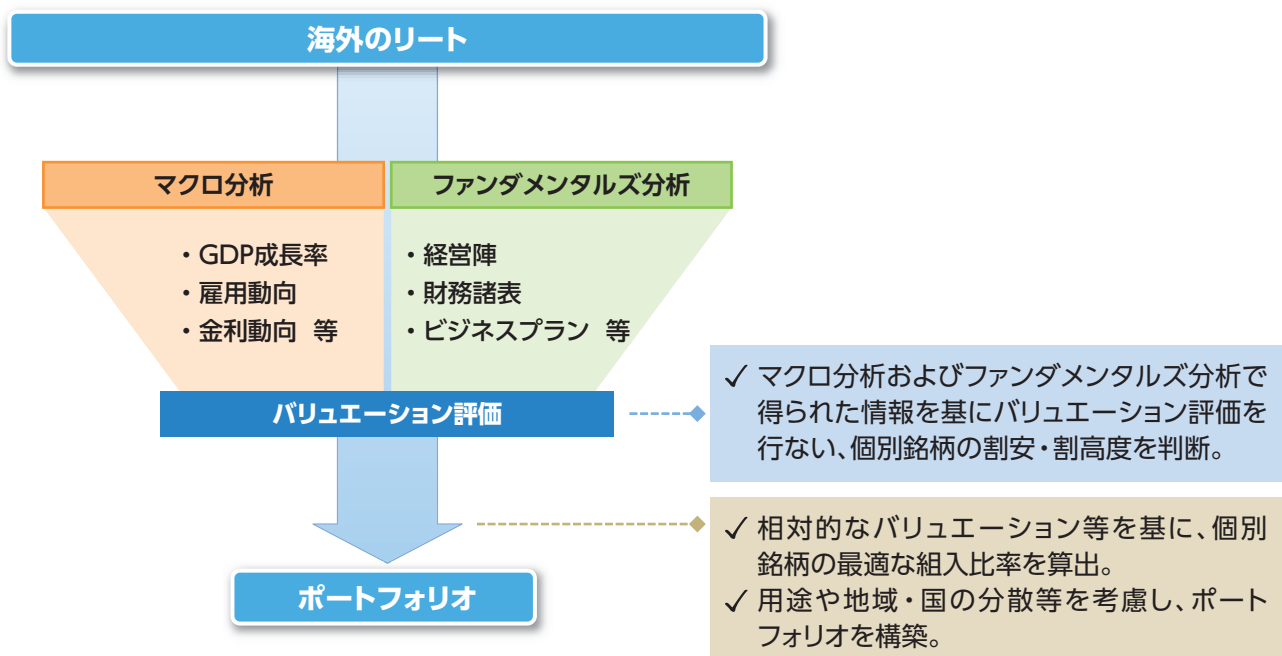 海外のリート
マクロ分析
ファンダメンタルズ分析
・GDP成長率
・雇用動向
・金利動向 等
・経営陣
・財務諸表
・ビジネスプラン 等
バリュエーション評価
✓ マクロ分析およびファンダメンタルズ分析で
得られた情報を基にバリュエーション評価を
行ない、個別銘柄の割安・割高度を判断。
✓ 相対的なバリュエーション等を基に、個別
銘柄の最適な組入比率を算出。
✓ 用途や地域・国の分散等を考慮し、ポート
フォリオを構築。
ポートフォリオ